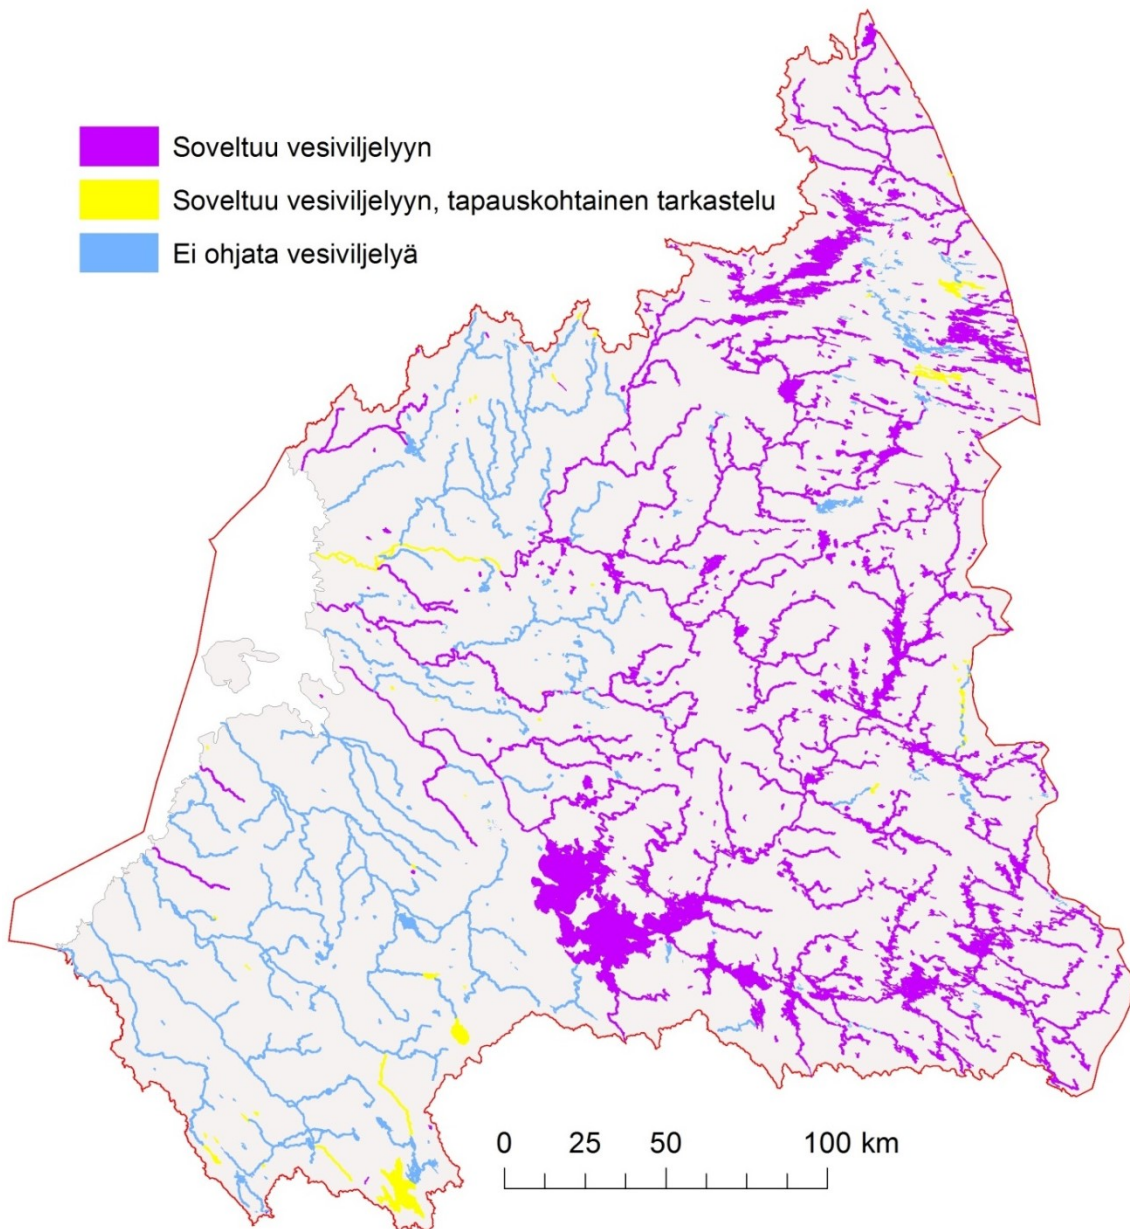 Soveltuu vesiviljelyyn
Soveltuu vesiviljelyyn, tapauskohtainen tarkastelu
Ei ohjata vesiviljelyä
0 25 50 100 km